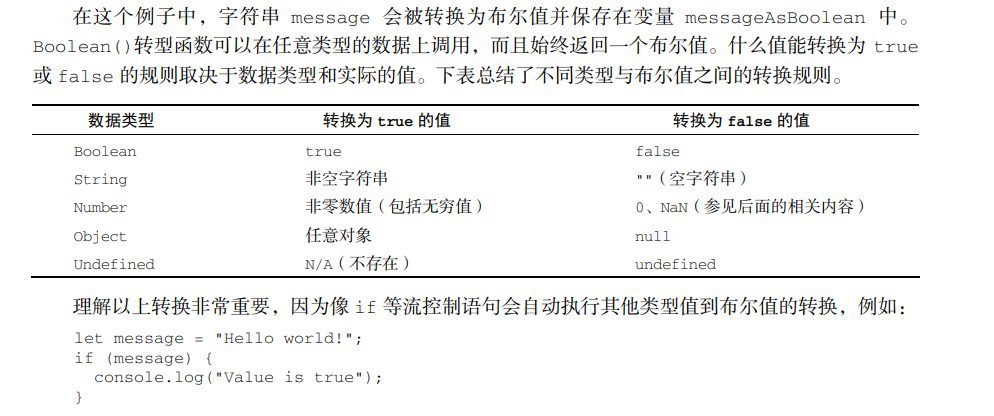 在这个例子中，字符串 message 会被转换为布尔值并保存在变量 messageAsBoolean 中。
Boolean()转型函数可以在任意类型的数据上调用，而且始终返回一个布尔值。什么值能转换为 true
或 false 的规则取决于数据类型和实际的值。下表总结了不同类型与布尔值之间的转换规则。
数据类型 转换为 true 的值 转换为 false 的值
Boolean true false
String 非空字符串 ""（空字符串）
Number 非零数值（包括无穷值） 0、NaN（参见后面的相关内容）
Object 任意对象 null
Undefined N/A（不存在） undefined
理解以上转换非常重要，因为像 if 等流控制语句会自动执行其他类型值到布尔值的转换，例如：
let message = "Hello world!";
if (message) {
console.log("Value is true");
}